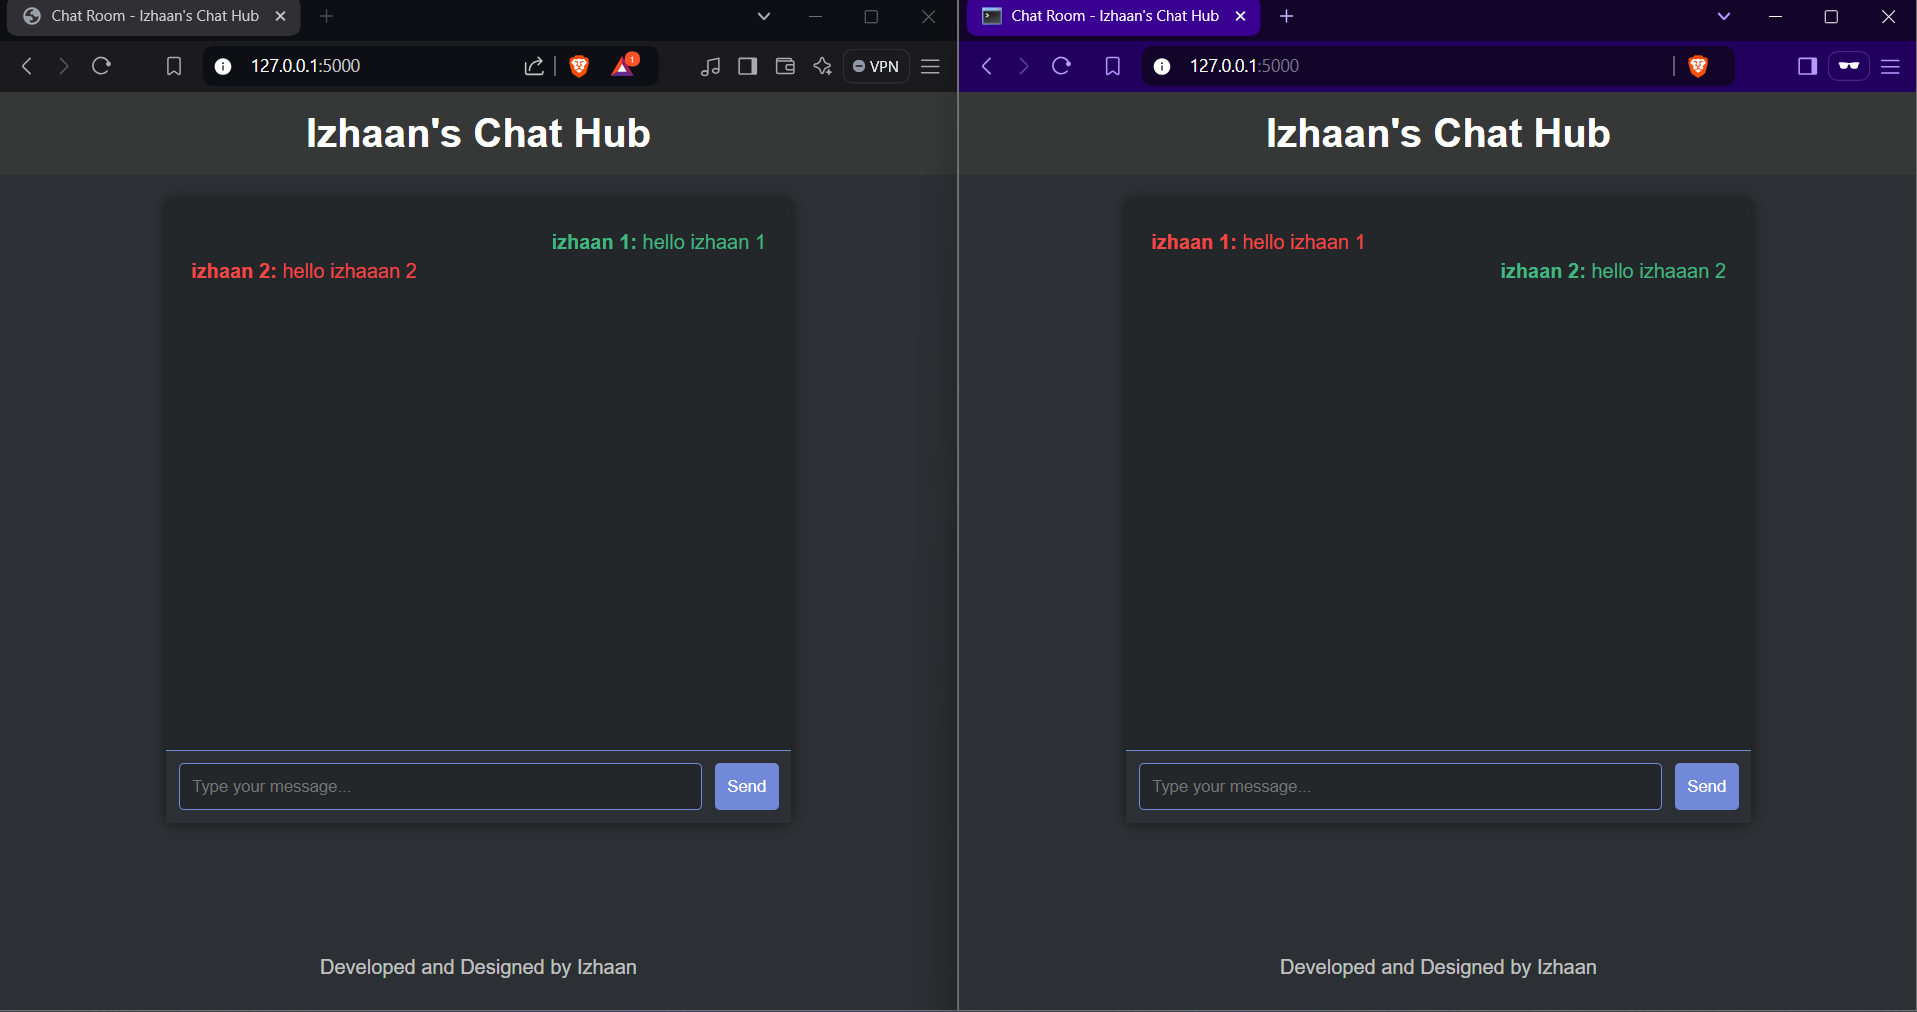 Chat Room - Izhaan's Chat Hub
127.0.0.1:5000
1
VPN
Izhaan's Chat Hub
izhaan 1: hello izhaan 1
izhaan 2: hello izhaaan 2
Type your message...
Send
Developed and Designed by Izhaan
Chat Room - Izhaan's Chat Hub
127.0.0.1:5000
Izhaan's Chat Hub
izhaan 1: hello izhaan 1
izhaan 2: hello izhaaan 2
Type your message...
Send
Developed and Designed by Izhaan